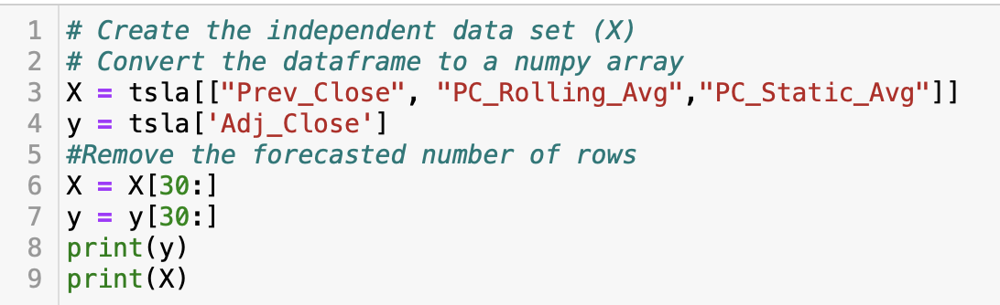 1 # Create the independent data set (X)
2 # Convert the dataframe to a numpy array
3 X = tsla[["Prev_Close", "PC_Rolling_Avg","PC_Static_Avg"]]
4 y = tsla['Adj_Close']
5 #Remove the forecasted number of rows
6 X = X[30:]
7 y = y[30:]
8 print(y)
9 print(X)